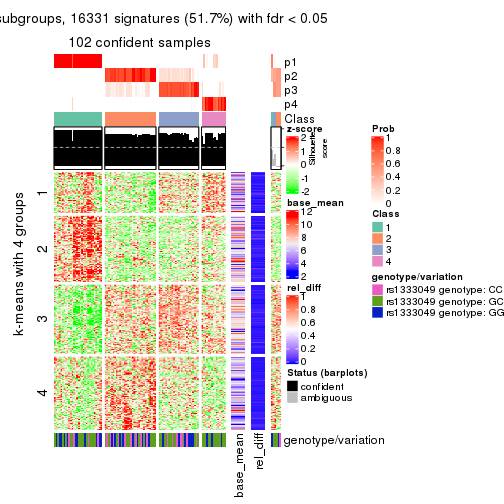 subgroups, 16331 signatures (51.7%) with fdr < 0.05
102 confident samples
p1
p2
p3
p4
Class
Silhouette
score
1
2
3
4
k-means with 4 groups
genotype/variation
base_mean
rel_diff
z-score
2
1
0
-1
-2
base_mean
12
10
8
6
4
2
rel_diff
1
0.8
0.6
0.4
0.2
0
Status (barplots)
confident
ambiguous
Prob
1
0.8
0.6
0.4
0.2
0
Class
1
2
3
4
genotype/variation
rs1333049 genotype: CC
rs1333049 genotype: GC
rs1333049 genotype: GG